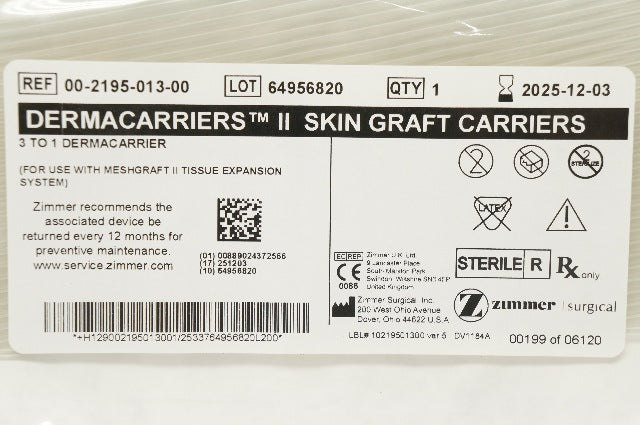 REF 00-2195-013-00 LOT 64956820 QTY 1 2025-12-03
DERMACARRIERS™ II SKIN GRAFT CARRIERS
3 TO 1 DERMACARRIER
(FOR USE WITH MESHGRAFT II TISSUE EXPANSION
SYSTEM)
Zimmer recommends the
associated device be
returned every 12 months for
preventive maintenance.
www.service.zimmer.com
(01) 00889024372566
(17) 251203
(10) 64956820
*+H129002195013001/2533764956820L200*
2
2
STERILIZE
LATEX
EC REP Zimmer U.K. Ltd.
9 Lancaster Place
South Marston Park
Swindon, Wiltshire SN3 4FP
United Kingdom
CE
0086
Zimmer Surgical, Inc.
200 West Ohio Avenue
Dover, Ohio 44622 U.S.A.
STERILE R Rx only
zimmer | surgical
LBL# 10219501300 ver 5 DV1184A
00199 of 06120